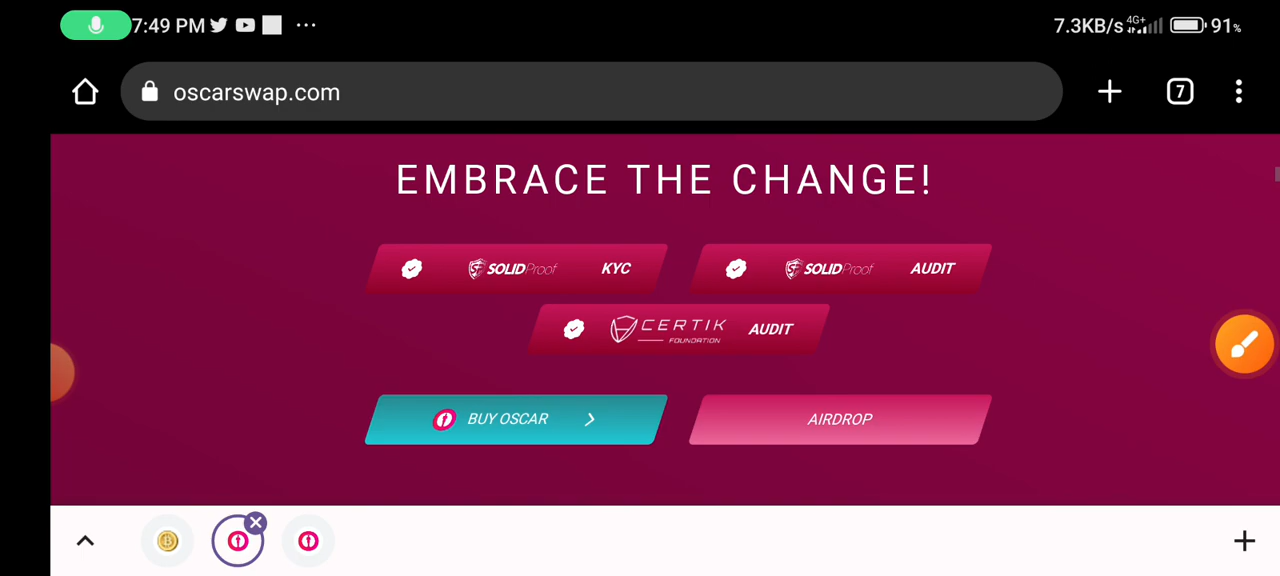 7:49 PM ··· 7.3KB/s 4G+ 91%
oscarswap.com 7
EMBRACE THE CHANGE!
SOLIDProof KYC
SOLIDProof AUDIT
CERTIK AUDIT
FOUNDATION
BUY OSCAR
AIRDROP